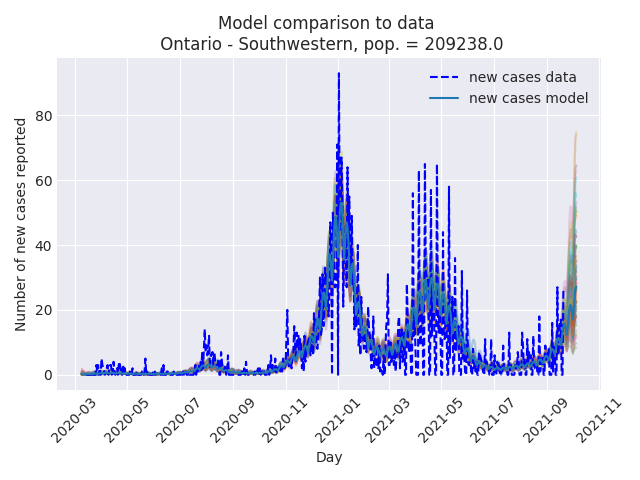 Model comparison to data
Ontario - Southwestern, pop. = 209238.0
new cases data
new cases model
Number of new cases reported
80
60
40
20
0
2020-03
2020-05
2020-07
2020-09
2020-11
2021-01
2021-03
2021-05
2021-07
2021-09
2021-11
Day